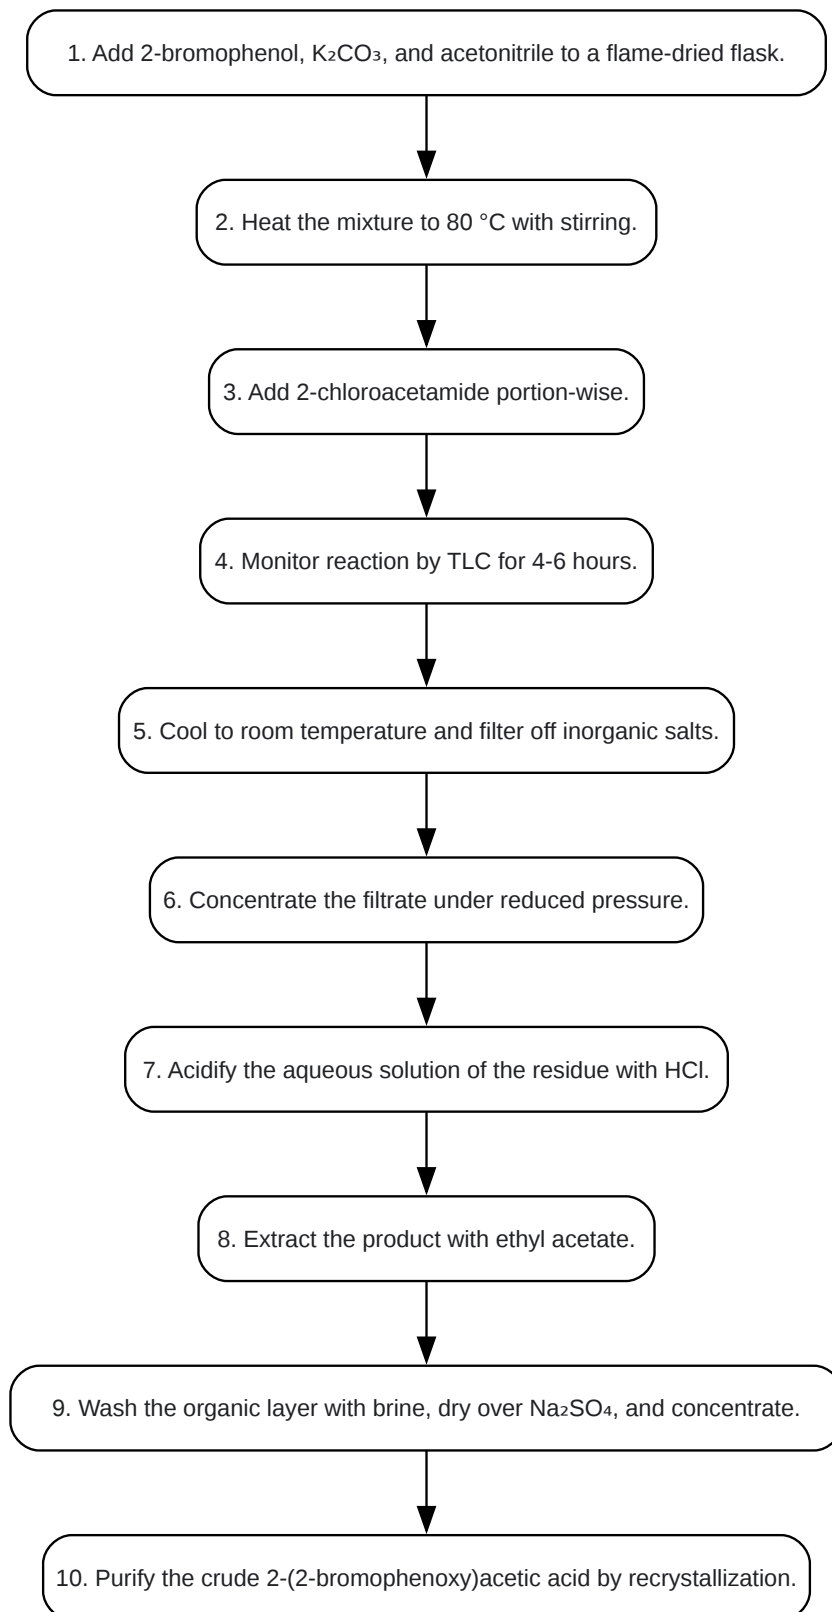 1. Add 2-bromophenol, K₂CO₃, and acetonitrile to a flame-dried flask.
2. Heat the mixture to 80 °C with stirring.
3. Add 2-chloroacetamide portion-wise.
4. Monitor reaction by TLC for 4-6 hours.
5. Cool to room temperature and filter off inorganic salts.
6. Concentrate the filtrate under reduced pressure.
7. Acidify the aqueous solution of the residue with HCl.
8. Extract the product with ethyl acetate.
9. Wash the organic layer with brine, dry over Na₂SO₄, and concentrate.
10. Purify the crude 2-(2-bromophenoxy)acetic acid by recrystallization.